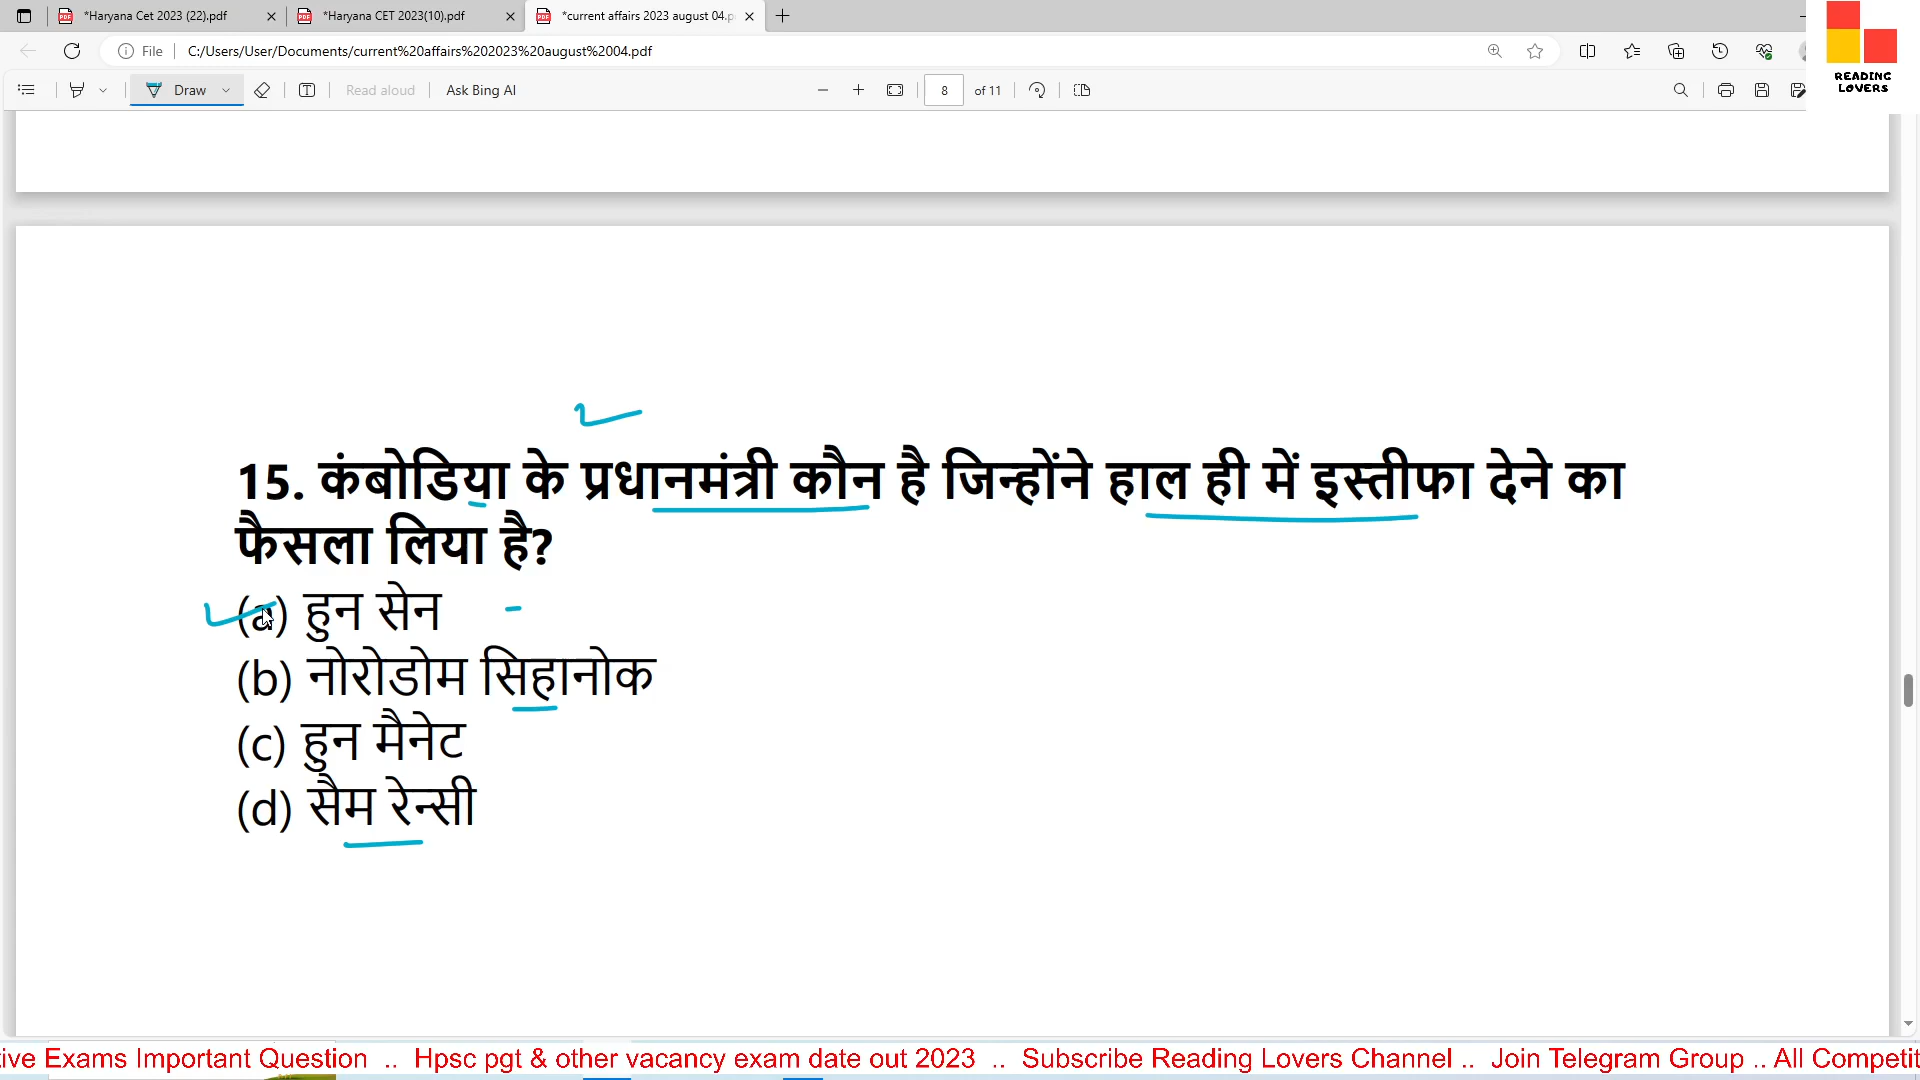 *Haryana Cet 2023 (22).pdf
*Haryana CET 2023(10).pdf
*current affairs 2023 august 04.p
File
C:/Users/User/Documents/current%20affairs%202023%20august%2004.pdf
READING
LOVERS
Draw
Read aloud
Ask Bing AI
8
of 11
15. कंबोडिया के प्रधानमंत्री कौन है जिन्होंने हाल ही में इस्तीफा देने का
फैसला लिया है?
(a) हुन सेन
(b) नोरोडोम सिहानोक
(c) हुन मैनेट
(d) सैम रेन्सी
ive Exams Important Question .. Hpsc pgt & other vacancy exam date out 2023 .. Subscribe Reading Lovers Channel .. Join Telegram Group .. All Competit